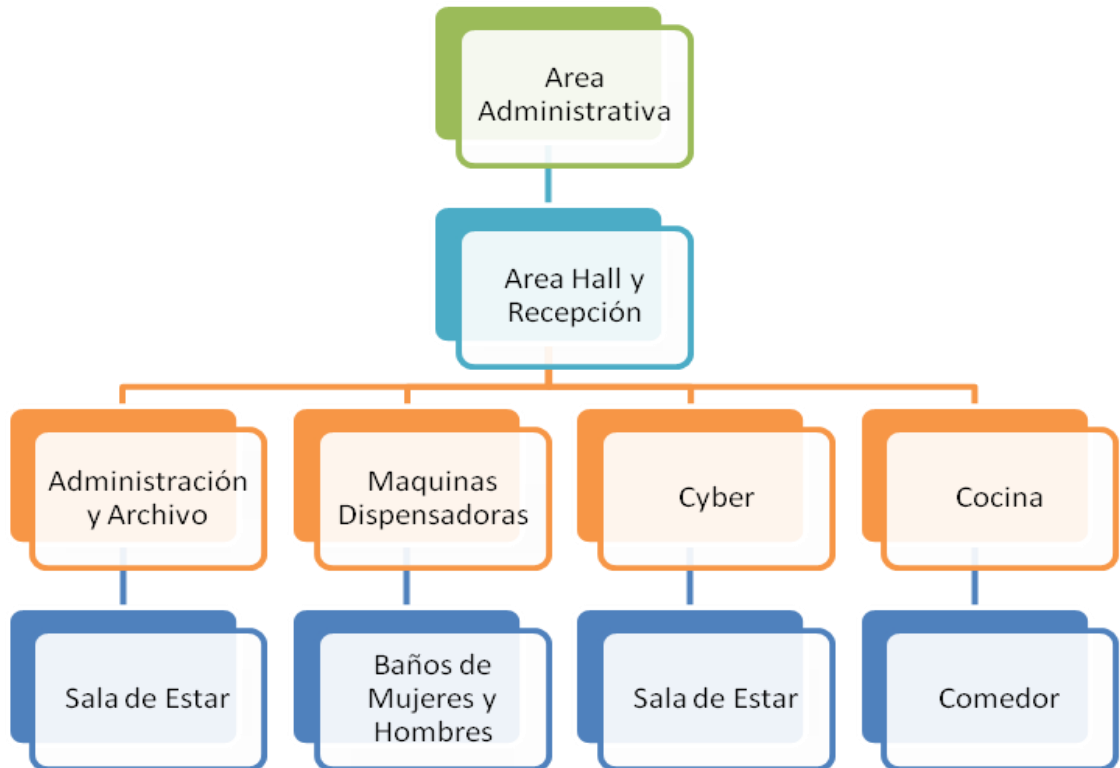 Area
Administrativa
Area Hall y
Recepción
Administración
y Archivo
Maquinas
Dispensadoras
Cyber
Cocina
Sala de Estar
Baños de
Mujeres y
Hombres
Sala de Estar
Comedor